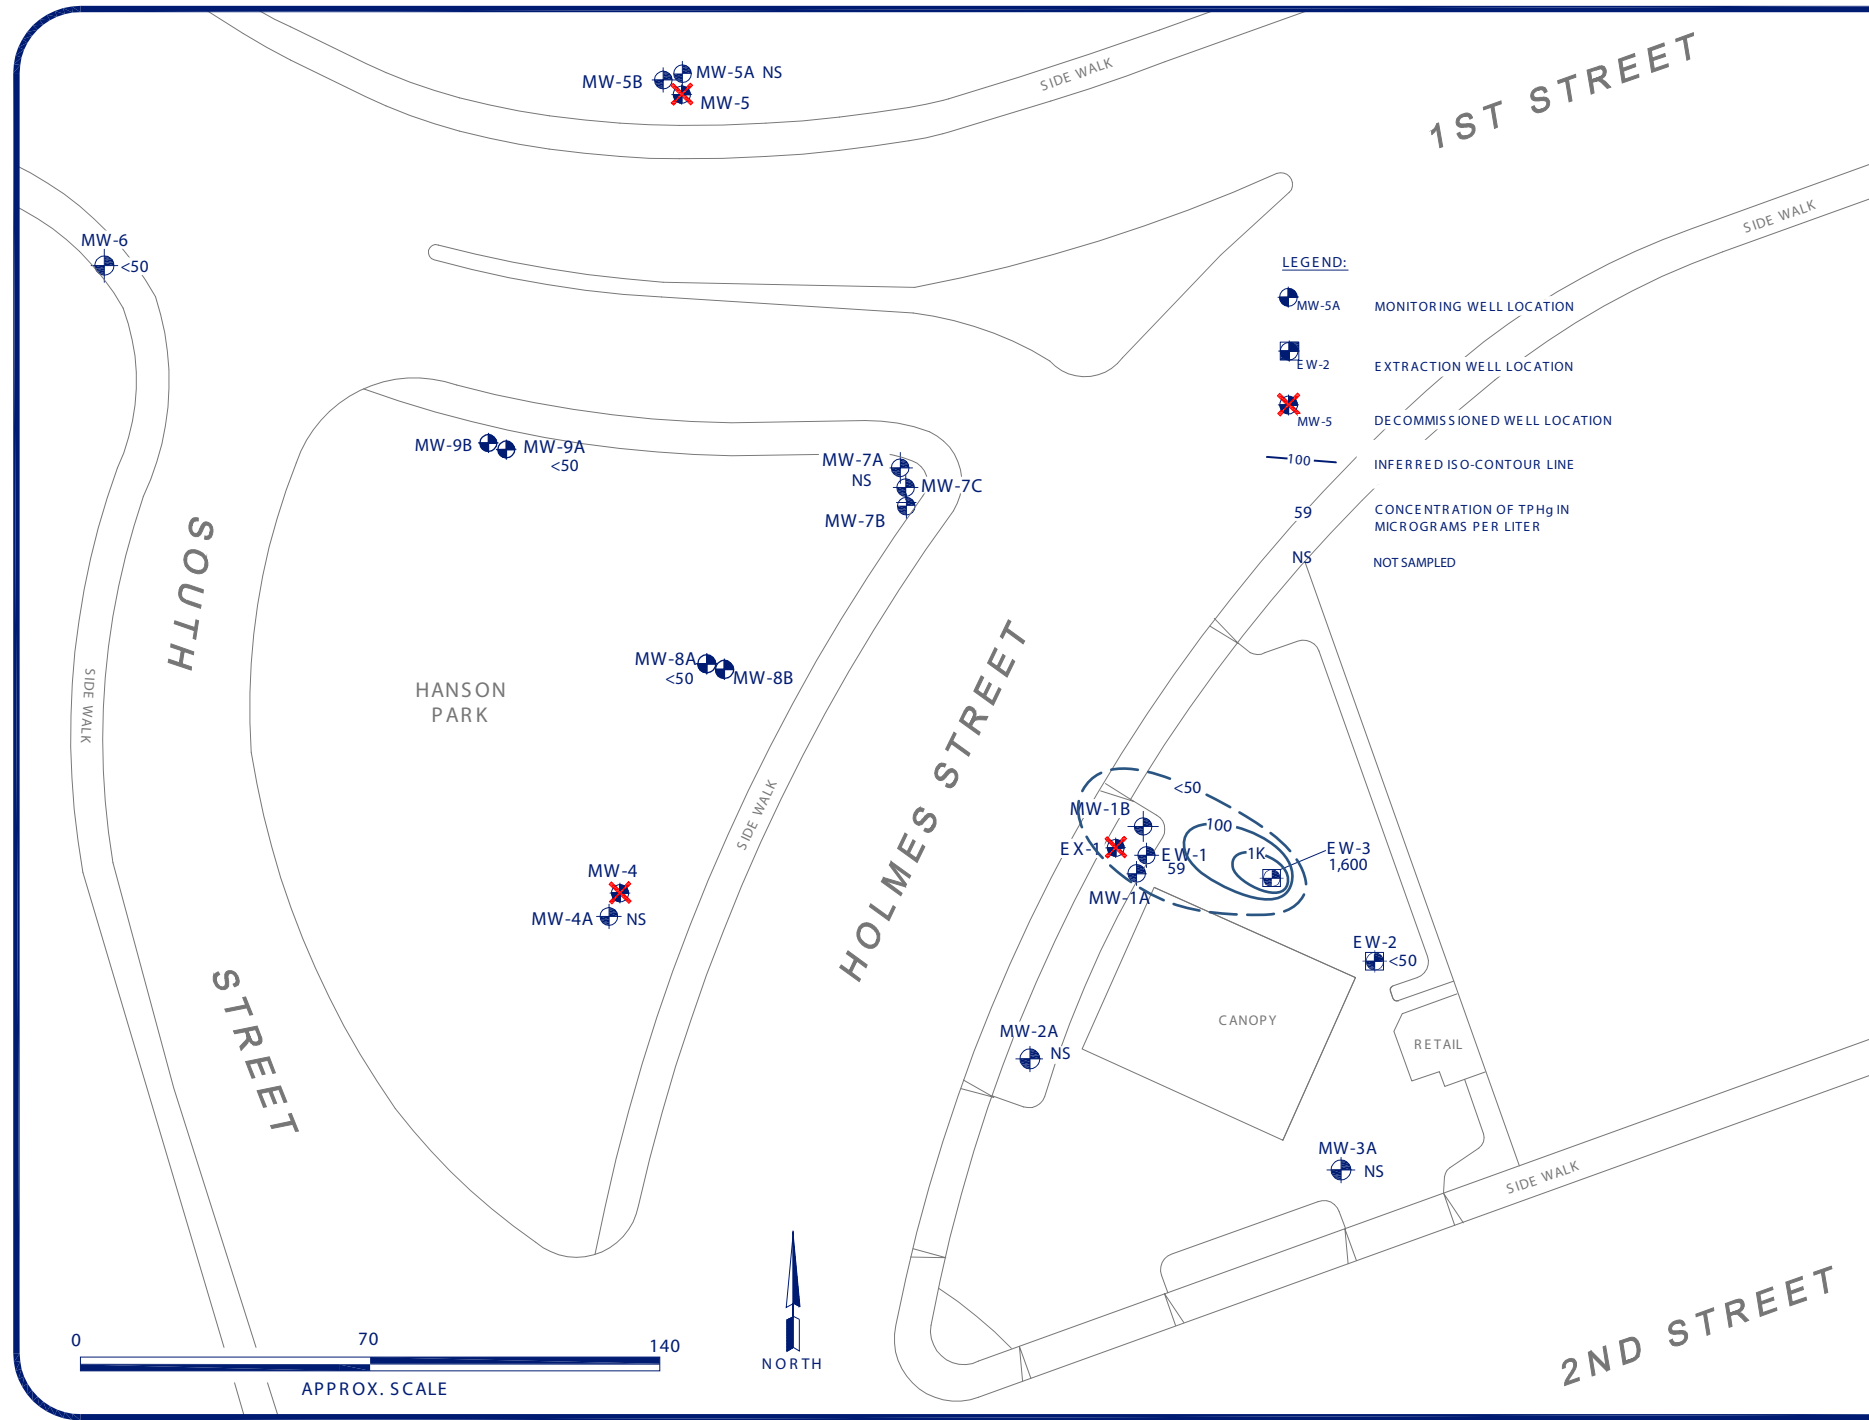 1ST STREET
SIDE WALK
MW-5B
MW-5A NS
MW-5
SIDE WALK
MW-6
<50
LEGEND:
MW-5A
MONITORING WELL LOCATION
EW-2
EXTRACTION WELL LOCATION
MW-5
DECOMMISSIONED WELL LOCATION
100
INFERRED ISO-CONTOUR LINE
59
CONCENTRATION OF TPHg IN
MICROGRAMS PER LITER
NS
NOT SAMPLED
MW-9B
MW-9A
<50
MW-7A
NS
MW-7C
MW-7B
SOUTH
STREET
SIDE WALK
HANSON
PARK
MW-8A
<50
MW-8B
HOLMES STREET
SIDE WALK
MW-4
MW-4A
NS
<50
MW-1B
100
EX-1
EW-1
59
1K
EW-3
1,600
MW-1A
EW-2
<50
CANOPY
RETAIL
MW-2A
NS
MW-3A
NS
SIDE WALK
2ND STREET
0
70
140
APPROX. SCALE
NORTH